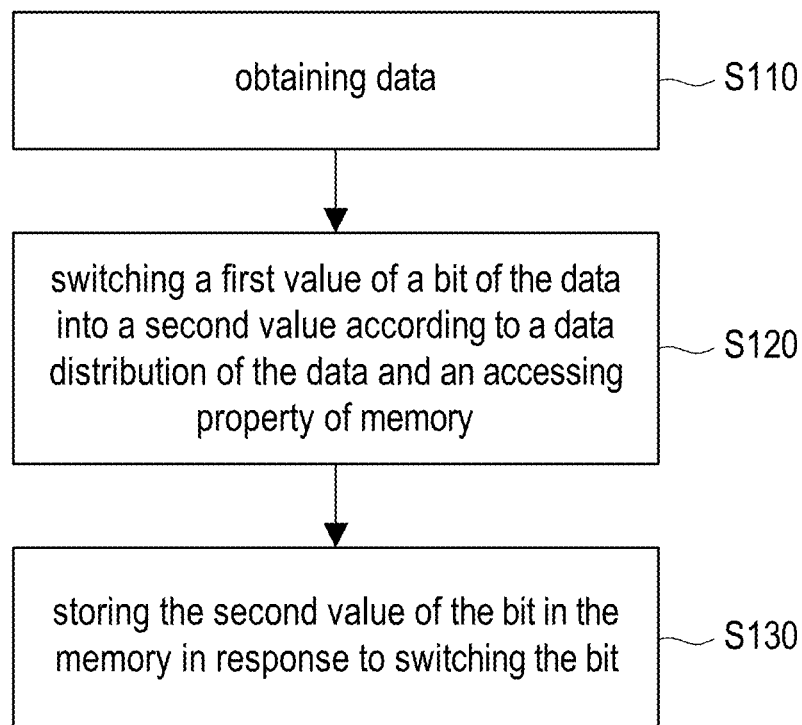 obtaining data
S110
switching a first value of a bit of the data
into a second value according to a data
distribution of the data and an accessing
property of memory
S120
storing the second value of the bit in the
memory in response to switching the bit
S130